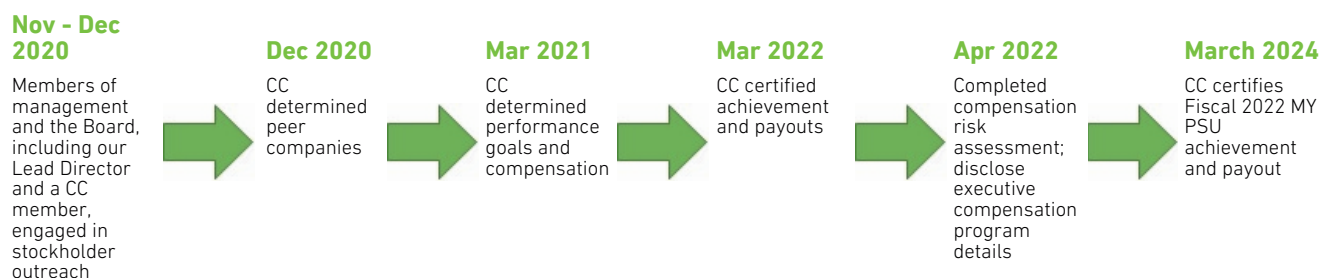 Nov - Dec
2020
Members of
management
and the Board,
including our
Lead Director
and a CC
member,
engaged in
stockholder
outreach
Dec 2020
CC
determined
peer
companies
Mar 2021
CC
determined
performance
goals and
compensation
Mar 2022
CC certified
achievement
and payouts
Apr 2022
Completed
compensation
risk
assessment;
disclose
executive
compensation
program
details
March 2024
CC certifies
Fiscal 2022 MY
PSU
achievement
and payout